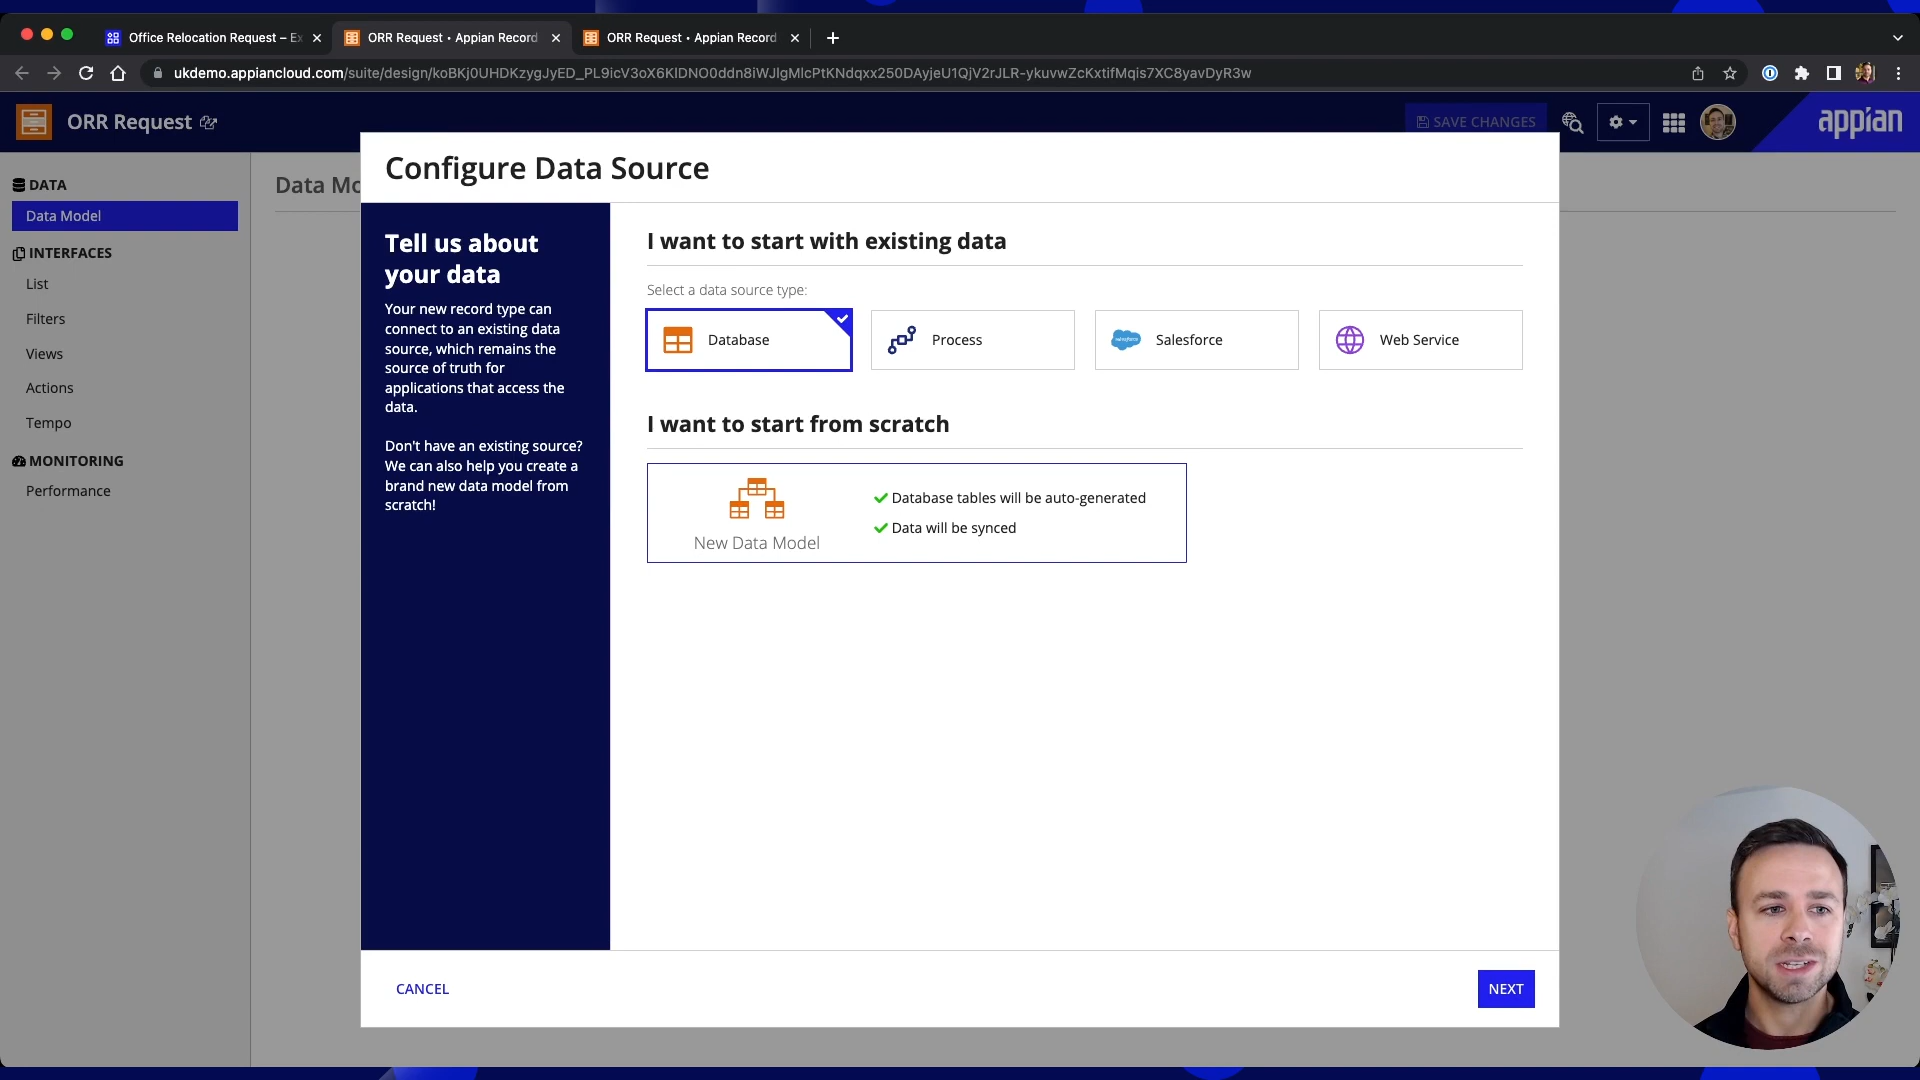 Office Relocation Request – Ex
ORR Request • Appian Record
ORR Request • Appian Record
ukdemo.appiancloud.com/suite/design/koBKj0UHDKzygJyED_PL9icV3oX6KIDNO0ddn8iWJIgMlcPtKNdqxx250DAyjeU1QjV2rJLR-ykuvwZcKxtifMqis7XC8yavDyR3w
ORR Request
SAVE CHANGES
appian
DATA
Data Model
INTERFACES
List
Filters
Views
Actions
Tempo
MONITORING
Performance
Data Mo
Configure Data Source
Tell us about
your data
Your new record type can
connect to an existing data
source, which remains the
source of truth for
applications that access the
data.
Don't have an existing source?
We can also help you create a
brand new data model from
scratch!
I want to start with existing data
Select a data source type:
Database
Process
salesforce
Salesforce
Web Service
I want to start from scratch
New Data Model
Database tables will be auto-generated
Data will be synced
CANCEL
NEXT